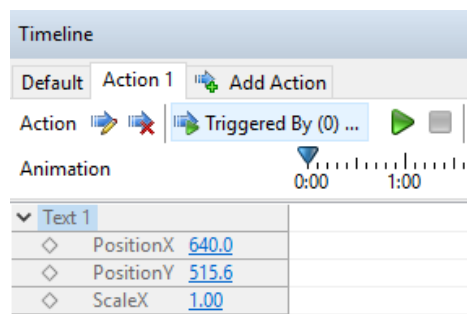 Timeline
Default Action 1 Add Action
Action Triggered By (0) ...
Animation 0:00 1:00
Text 1
PositionX 640.0
PositionY 515.6
ScaleX 1.00